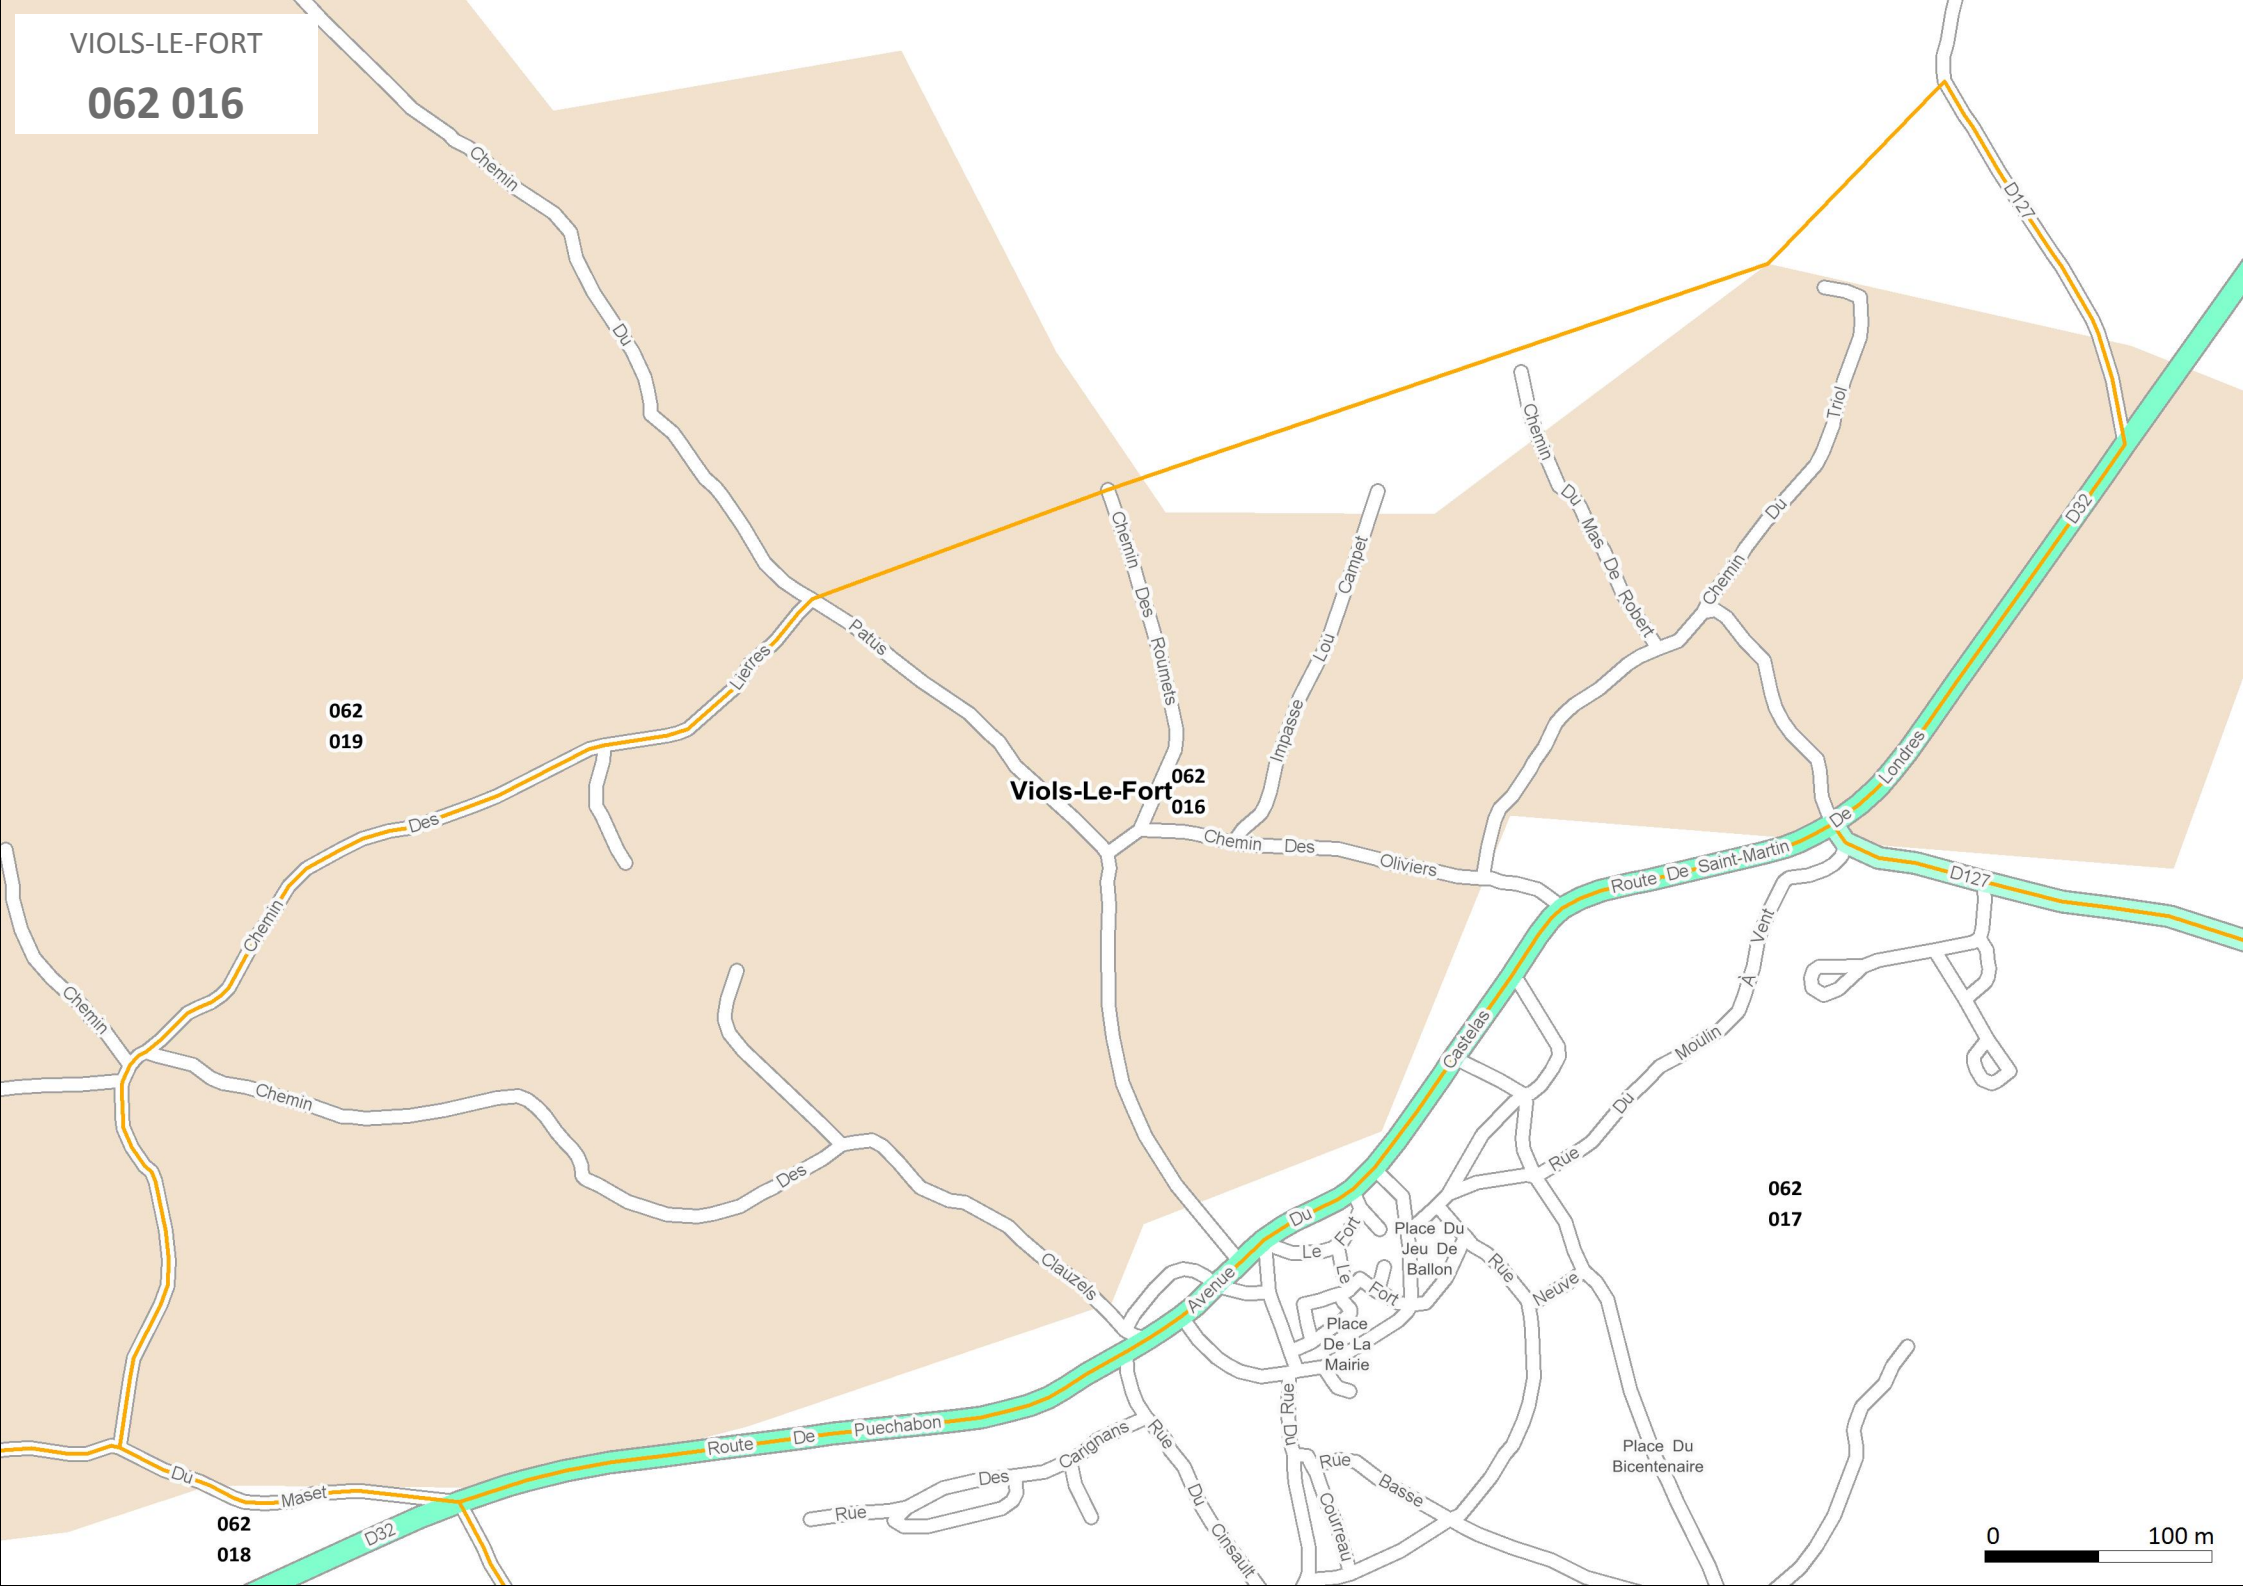 VIOLS-LE-FORT
062 016
Chemin
Du
Patus
D127
D32
Chemin Du Triol
Chemin Du Mas De Robert
Impasse Lou Campet
Chemin Des Roumets
Chemin Des Lierres
062
019
Viols-Le-Fort
062
016
Chemin Des Oliviers
Route De Saint-Martin De Londres
D127
Chemin
Chemin Des Clauzels
Avenue Du Castelas
Rue Du Moulin À Vent
062
017
Le Fort
Le Fort
Place Du
Jeu De
Ballon
Rue Neuve
Place
De La
Mairie
Route De Puechabon
Du Maset
062
018
D32
Rue Des Carignans
Rue Du Cinsault
Rue Du Courreau
Rue Basse
Place Du
Bicentenaire
0 100 m